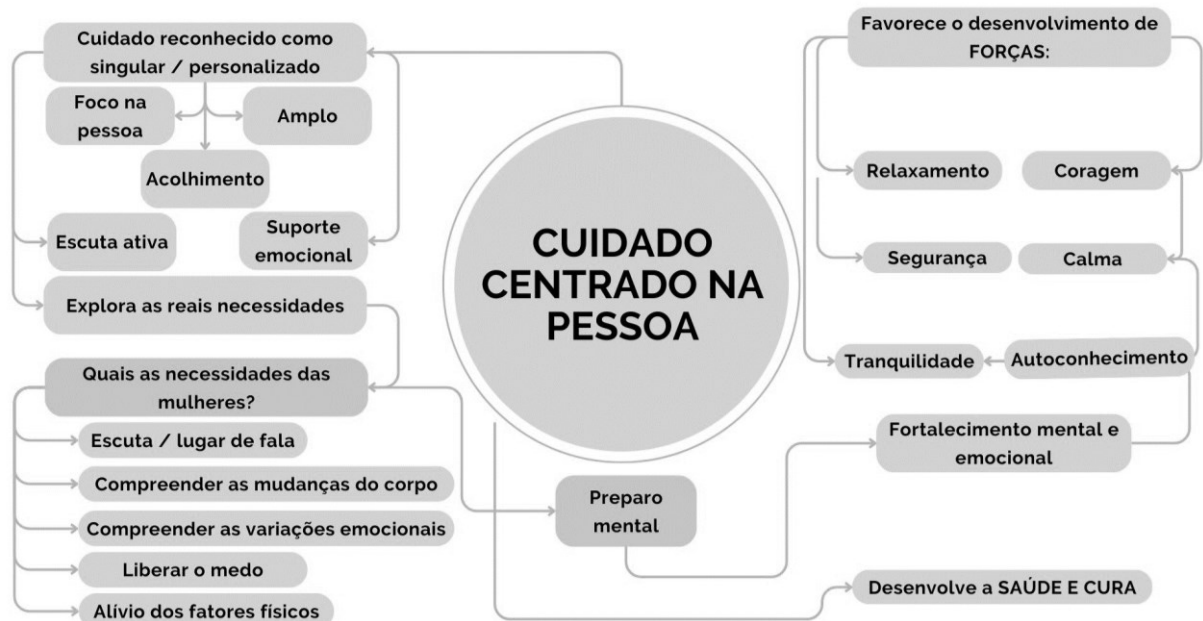 Cuidado reconhecido como
singular / personalizado
Foco na
pessoa
Amplo
Acolhimento
Escuta ativa
Suporte
emocional
Explora as reais necessidades
Quais as necessidades das
mulheres?
Escuta / lugar de fala
Compreender as mudanças do corpo
Compreender as variações emocionais
Liberar o medo
Alívio dos fatores físicos
CUIDADO
CENTRADO NA
PESSOA
Preparo
mental
Favorece o desenvolvimento de
FORÇAS:
Relaxamento
Coragem
Segurança
Calma
Tranquilidade
Autoconhecimento
Fortalecimento mental e
emocional
Desenvolve a SAÚDE E CURA